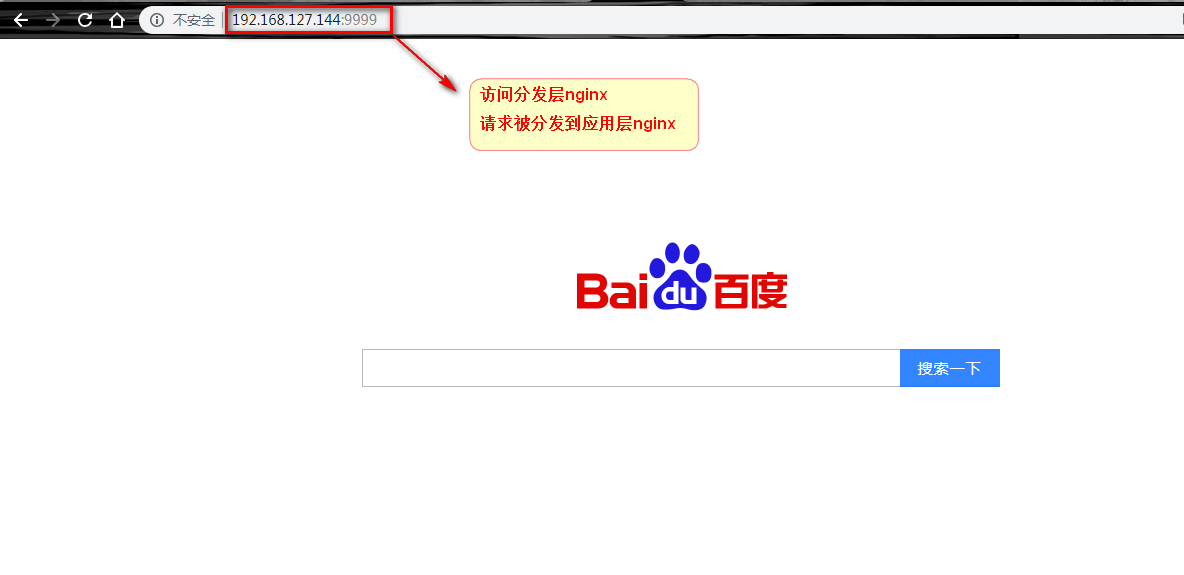 不安全
192.168.127.144:9999
访问分发层nginx
请求被分发到应用层nginx
Bai du 百度
搜索一下